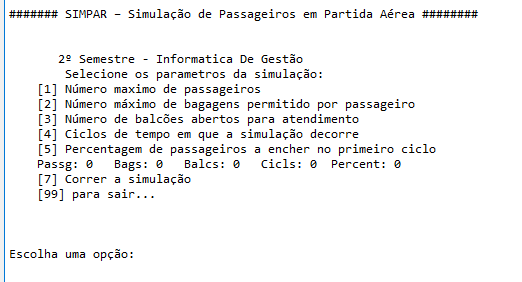 ####### SIMPAR – Simulação de Passageiros em Partida Aérea ########
2º Semestre - Informatica De Gestão
Selecione os parametros da simulação:
[1] Número maximo de passageiros
[2] Número máximo de bagagens permitido por passageiro
[3] Número de balcões abertos para atendimento
[4] Ciclos de tempo em que a simulação decorre
[5] Percentagem de passageiros a encher no primeiro ciclo
Passg: 0   Bags: 0   Balcs: 0   Cicls: 0  Percent: 0
[7] Correr a simulação
[99] para sair...
Escolha uma opção: